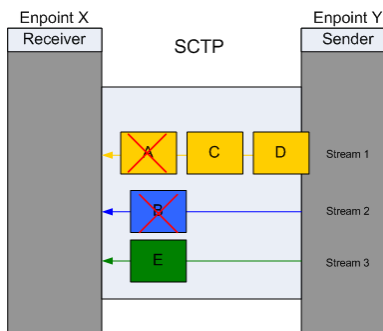 Enpoint X
Enpoint Y
Receiver
SCTP
Sender
A
C
D
Stream 1
B
Stream 2
E
Stream 3